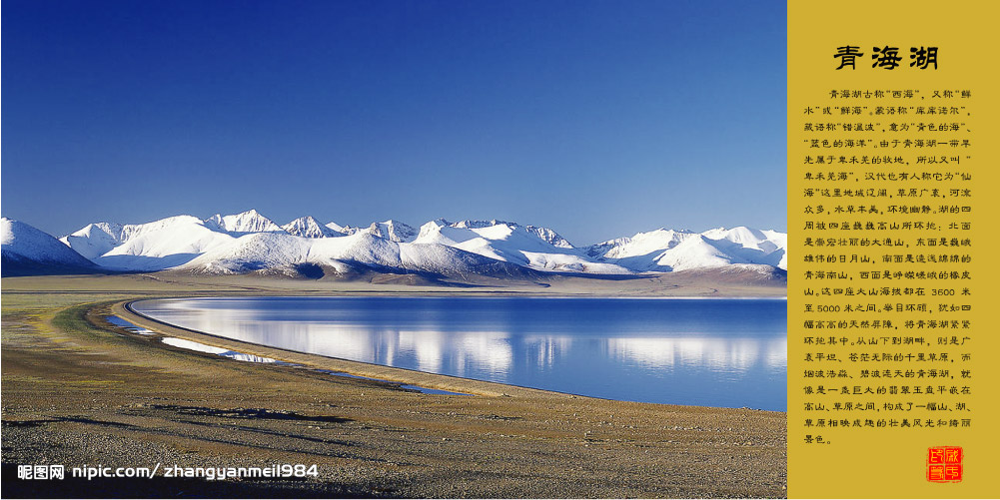 青海湖
青海湖古称“西海”，又称“鲜
水”或“鲜海”。蒙语称“库库诺尔”，
藏语称“错温波”，意为“青色的海”、
“蓝色的海洋”。由于青海湖一带早
先属于卑禾羌的牧地，所以又叫“
卑禾羌海”，汉代也有人称它为“仙
海”这里地域辽阔，草原广袤，河流
众多，水草丰美，环境幽静。湖的四
周被四座巍巍高山所环抱：北面
是崇宏壮丽的大通山，东面是巍峨
雄伟的日月山，南面是逶迤绵绵的
青海南山，西面是峥嵘嵯峨的橡皮
山。这四座大山海拔都在 3600 米
至5000米之间。举目环顾，犹如四
幅高高的天然屏障，将青海湖紧紧
环抱其中。从山下到湖畔，则是广
袤平坦、苍茫无际的千里草原，而
烟波浩淼、碧波连天的青海湖，就
像是一条巨大的翡翠玉盘平嵌在
高山、草原之间，构成了一幅山、湖、
草原相映成趣的壮美风光和绮丽
景色。
昵图网 nipic.com/zhangyanmei1984